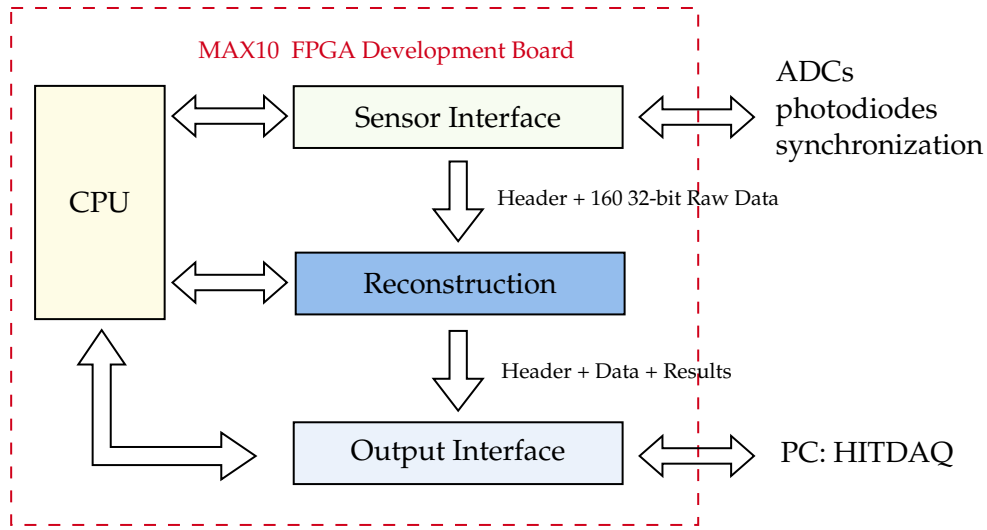 MAX10 FPGA Development Board
CPU
Sensor Interface
ADCs
photodiodes
synchronization
Header + 160 32-bit Raw Data
Reconstruction
Header + Data + Results
Output Interface
PC: HITDAQ